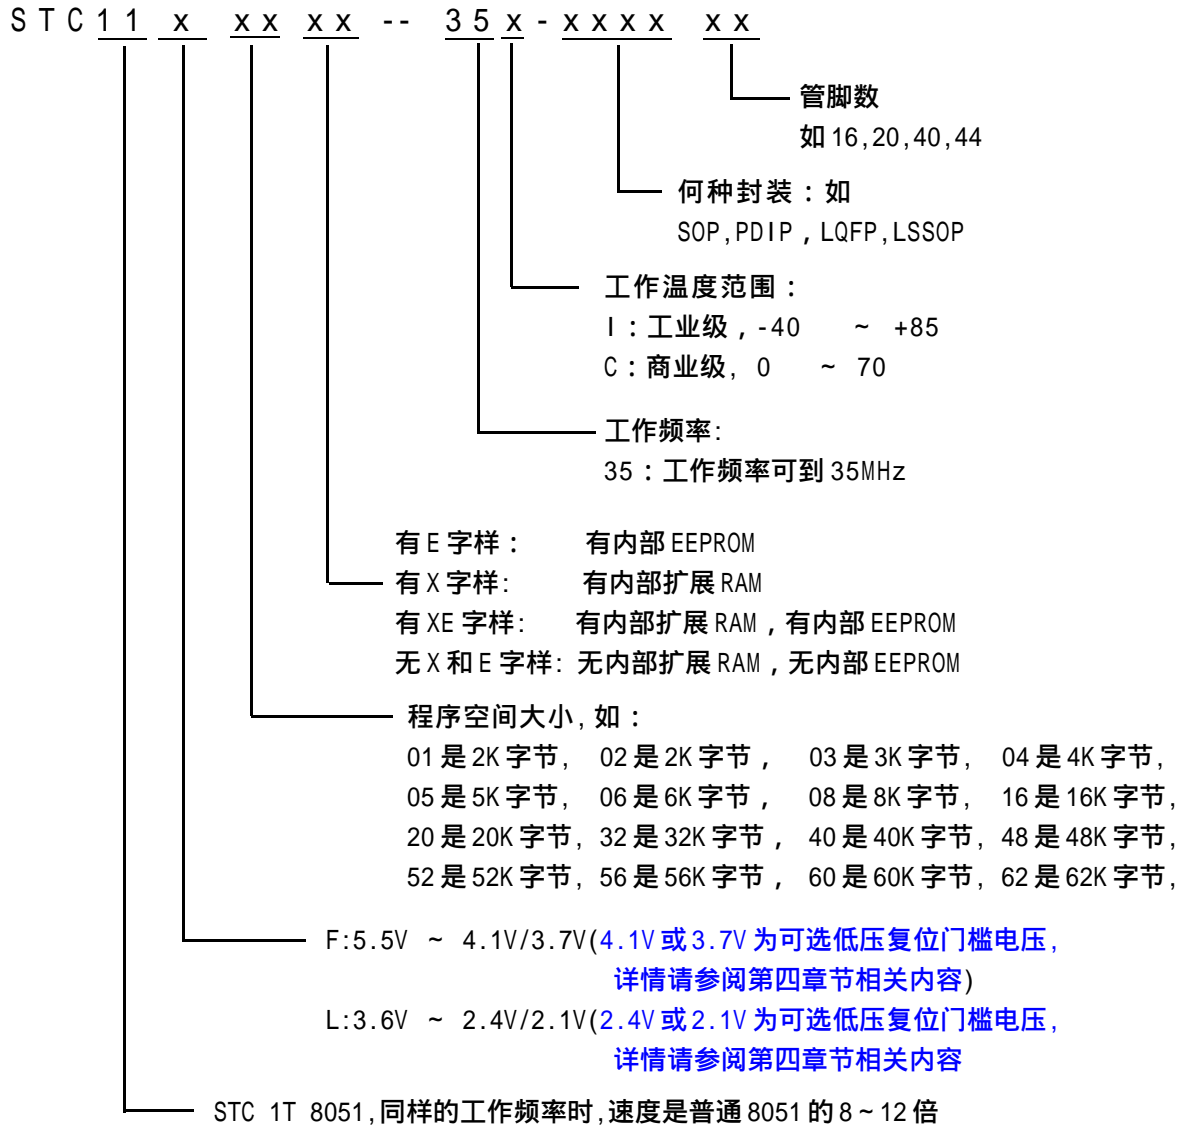 STC11 x xx xx -- 35x-xxxx xx
管脚数
如16,20,40,44
何种封装：如
SOP,PDIP，LQFP,LSSOP
工作温度范围：
I：工业级，-40 ~ +85
C：商业级, 0 ~ 70
工作频率:
35：工作频率可到35MHz
有E字样： 有内部EEPROM
有X字样: 有内部扩展RAM
有XE字样: 有内部扩展RAM，有内部EEPROM
无X和E字样: 无内部扩展RAM，无内部EEPROM
程序空间大小,如：
01是2K字节, 02是2K字节， 03是3K字节, 04是4K字节,
05是5K字节, 06是6K字节， 08是8K字节, 16是16K字节,
20是20K字节, 32是32K字节， 40是40K字节, 48是48K字节,
52是52K字节, 56是56K字节， 60是60K字节, 62是62K字节,
F:5.5V ~ 4.1V/3.7V(4.1V或3.7V为可选低压复位门槛电压,
详情请参阅第四章节相关内容)
L:3.6V ~ 2.4V/2.1V(2.4V或2.1V为可选低压复位门槛电压,
详情请参阅第四章节相关内容
STC 1T 8051,同样的工作频率时,速度是普通8051的8~12倍